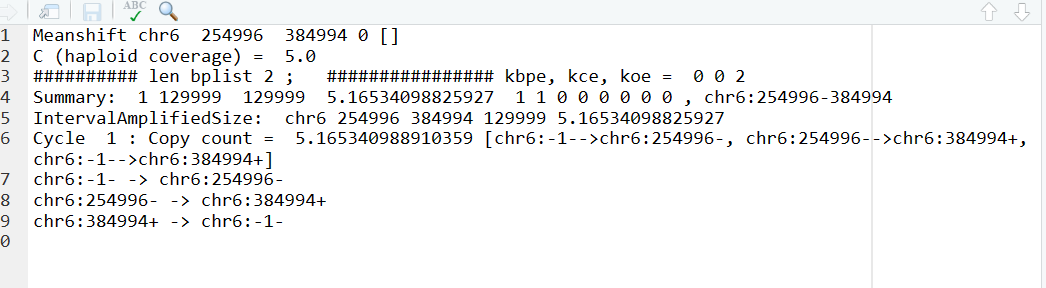 ABC
1 Meanshift chr6  254996  384994 0 []
2 C (haploid coverage) =  5.0
3 ########## len bplist 2 ;   ################ kbpe, kce, koe =  0 0 2
4 Summary:  1 129999  129999  5.16534098825927  1 1 0 0 0 0 0 0 , chr6:254996-384994
5 IntervalAmplifiedSize:  chr6 254996 384994 129999 5.16534098825927
6 Cycle  1 : Copy count =  5.165340988910359 [chr6:-1-->chr6:254996-, chr6:254996-->chr6:384994+,
chr6:-1-->chr6:384994+]
7 chr6:-1- -> chr6:254996-
8 chr6:254996- -> chr6:384994+
9 chr6:384994+ -> chr6:-1-
0